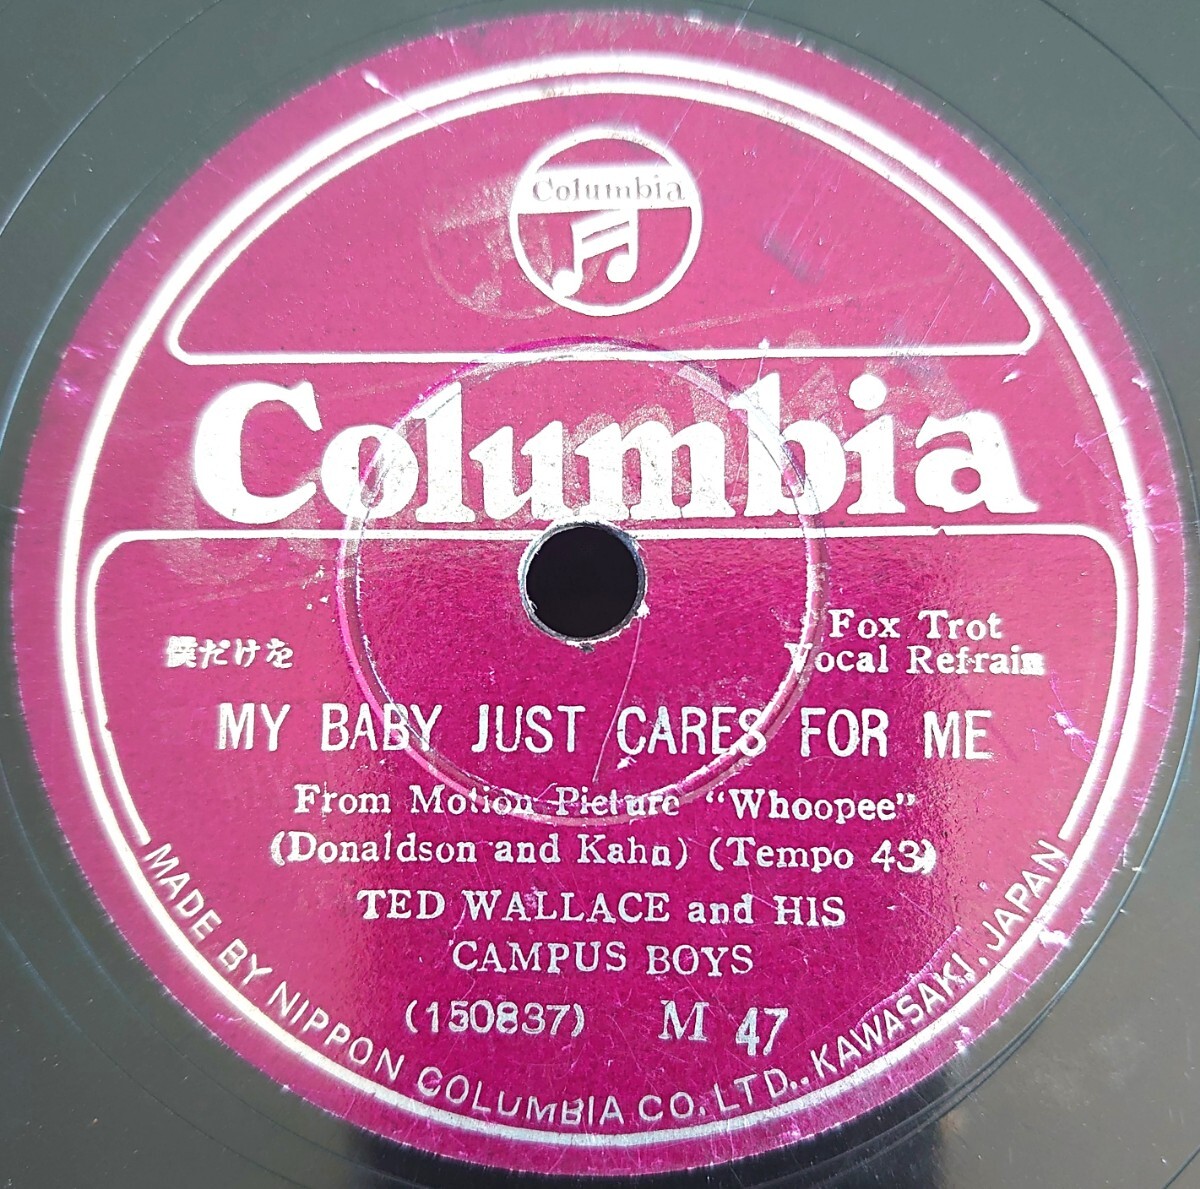 Columbia
Columbia
僕だけを
Fox Trot
Vocal Refrain
MY BABY JUST CARES FOR ME
From Motion Picture "Whoopee"
(Donaldson and Kahn) (Tempo 43)
TED WALLACE and HIS
CAMPUS BOYS
(150837) M 47
MADE BY NIPPON COLUMBIA CO. LTD., KAWASAKI, JAPAN